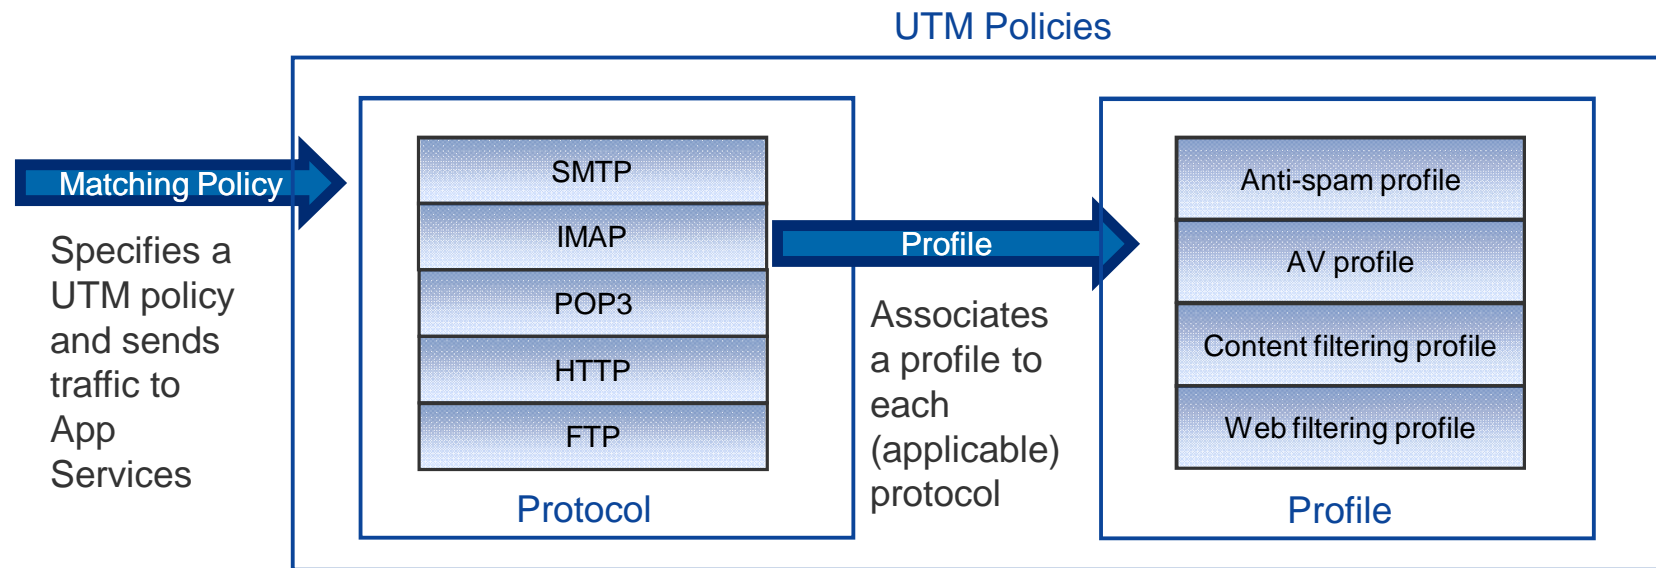 UTM Policies
Matching Policy
Specifies a
UTM policy
and sends
traffic to
App
Services
SMTP
IMAP
POP3
HTTP
FTP
Protocol
Profile
Associates
a profile to
each
(applicable)
protocol
Anti-spam profile
AV profile
Content filtering profile
Web filtering profile
Profile